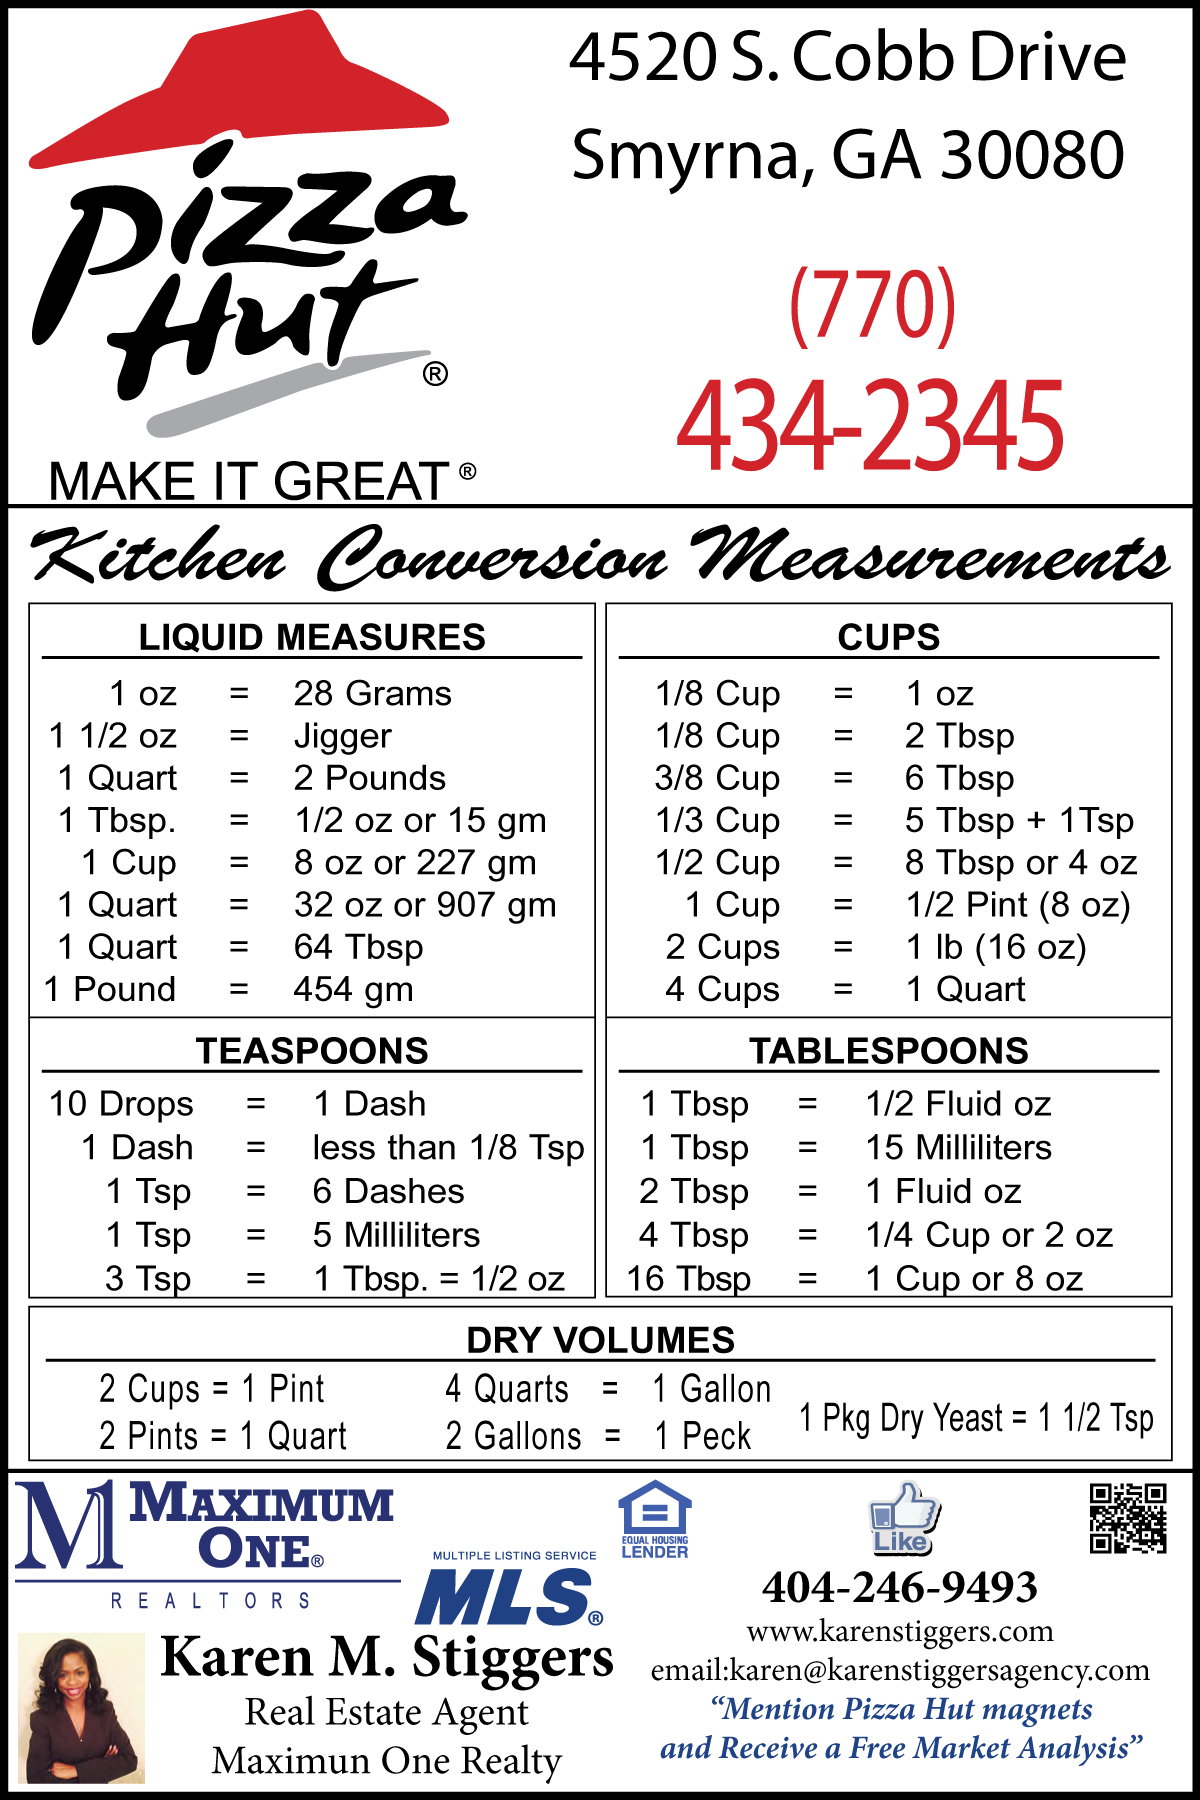 4520 S. Cobb Drive
Smyrna, GA 30080
(770)
434-2345
Pizza
Hut
®
MAKE IT GREAT®
Kitchen Conversion Measurements
LIQUID MEASURES
1 oz = 28 Grams
1 1/2 oz = Jigger
1 Quart = 2 Pounds
1 Tbsp. = 1/2 oz or 15 gm
1 Cup = 8 oz or 227 gm
1 Quart = 32 oz or 907 gm
1 Quart = 64 Tbsp
1 Pound = 454 gm
CUPS
1/8 Cup = 1 oz
1/8 Cup = 2 Tbsp
3/8 Cup = 6 Tbsp
1/3 Cup = 5 Tbsp + 1Tsp
1/2 Cup = 8 Tbsp or 4 oz
1 Cup = 1/2 Pint (8 oz)
2 Cups = 1 lb (16 oz)
4 Cups = 1 Quart
TEASPOONS
10 Drops = 1 Dash
1 Dash = less than 1/8 Tsp
1 Tsp = 6 Dashes
1 Tsp = 5 Milliliters
3 Tsp = 1 Tbsp. = 1/2 oz
TABLESPOONS
1 Tbsp = 1/2 Fluid oz
1 Tbsp = 15 Milliliters
2 Tbsp = 1 Fluid oz
4 Tbsp = 1/4 Cup or 2 oz
16 Tbsp = 1 Cup or 8 oz
DRY VOLUMES
2 Cups = 1 Pint
2 Pints = 1 Quart
4 Quarts = 1 Gallon
2 Gallons = 1 Peck
1 Pkg Dry Yeast = 1 1/2 Tsp
M1 MAXIMUM
ONE®
REALTORS
MULTIPLE LISTING SERVICE
MLS®
EQUAL HOUSING
LENDER
Like
Karen M. Stiggers
Real Estate Agent
Maximun One Realty
404-246-9493
www.karenstiggers.com
email:karen@karenstiggersagency.com
“Mention Pizza Hut magnets
and Receive a Free Market Analysis”